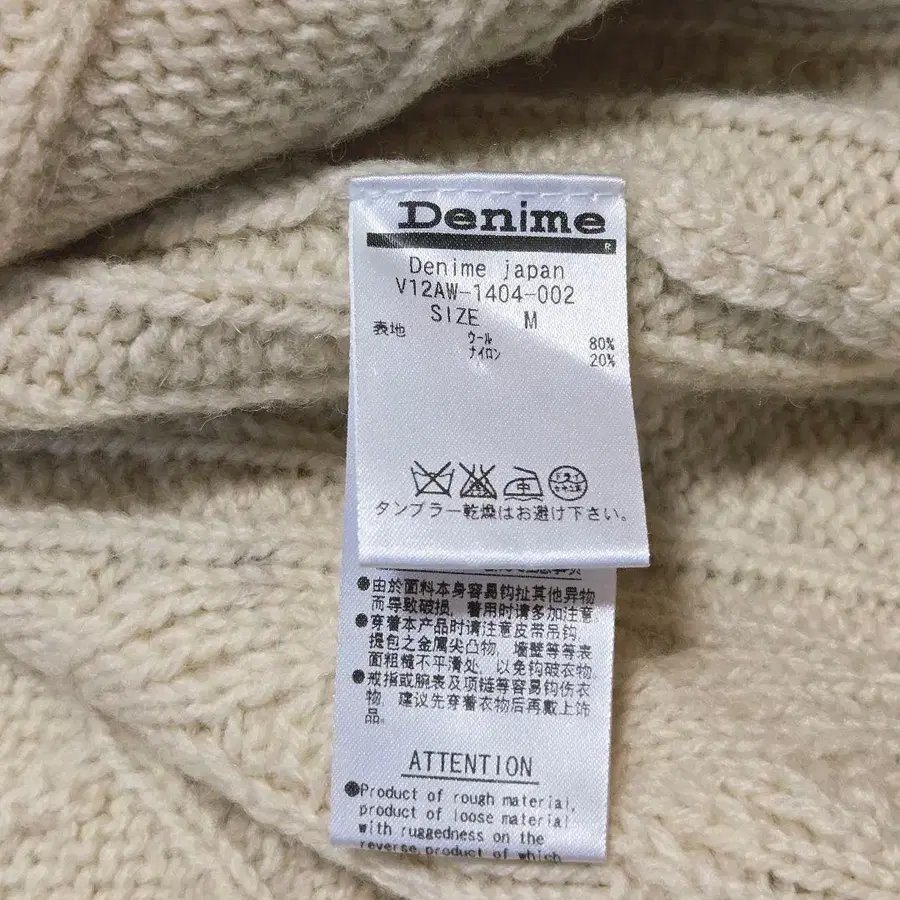 Denime
®
Denime japan
V12AW-1404-002
SIZE M
表地 ウール 80%
ナイロン 20%
ドライ
タンブラー乾燥はお避け下さい。
●由於面料本身容易钩扯其他异物
而导致破损,着用时请多加注意
●穿着本产品时请注意皮带吊钩,
提包之金属尖凸物,墙壁等等表
面粗糙不平滑处,以免钩破衣物
●戒指或腕表及项链等容易钩伤衣
物,建议先穿着衣物后再戴上饰
品。
ATTENTION
●Product of rough material,
product of loose material
with ruggedness on the
reverse product of which